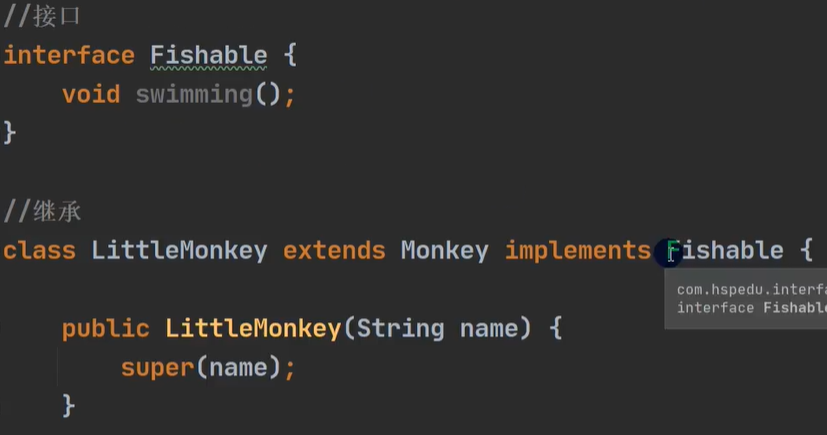 //接口
interface Fishable {
    void swimming();
}
//继承
class LittleMonkey extends Monkey implements Fishable {
com.hspedu.interfa
interface Fishable
    public LittleMonkey(String name) {
        super(name);
    }